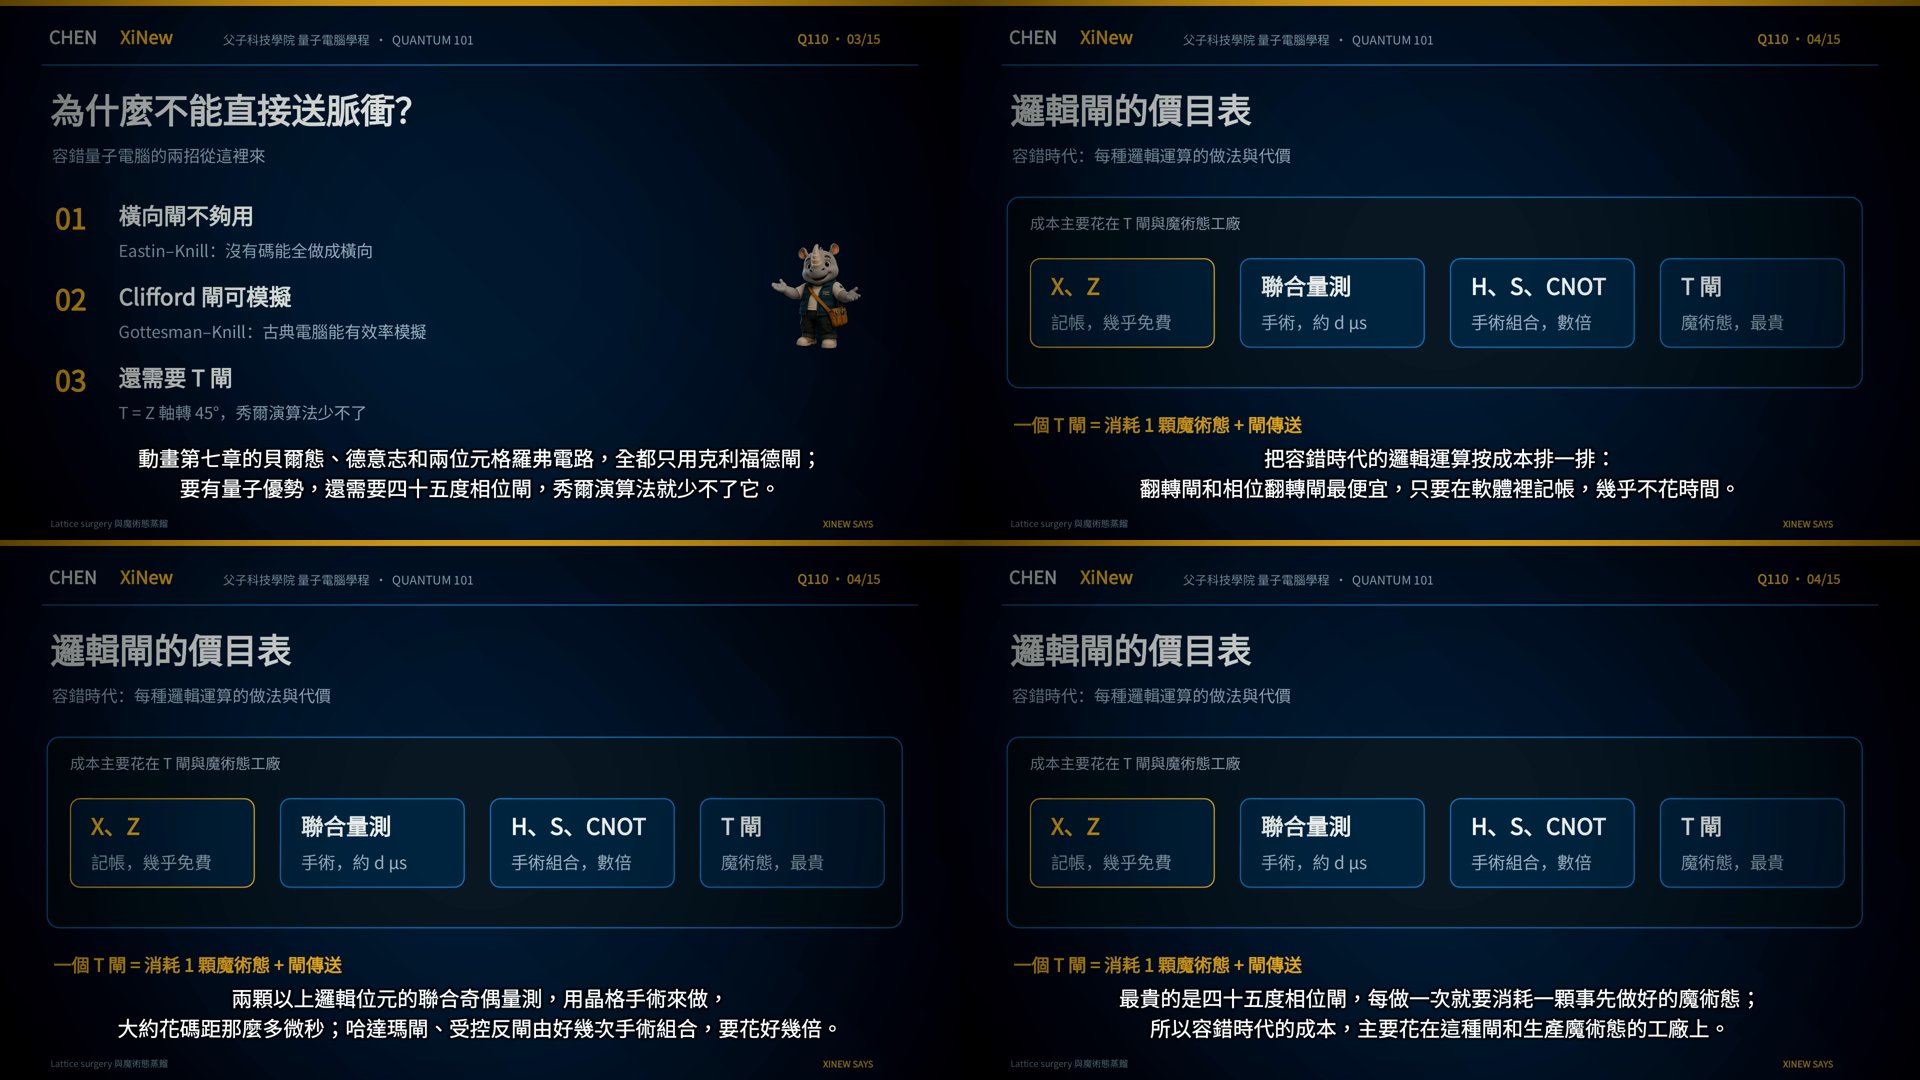 CHEN XiNew 父子科技學院 量子電腦學程 · QUANTUM 101 Q110 · 03/15
為什麼不能直接送脈衝？
容錯量子電腦的兩招從這裡來
01 橫向閘不夠用
Eastin–Knill：沒有碼能全做成橫向
02 Clifford 閘可模擬
Gottesman–Knill：古典電腦能有效率模擬
03 還需要 T 閘
T = Z 軸轉 45°，秀爾演算法少不了
動畫第七章的貝爾態、德意志和兩位元格羅弗電路，全都只用克利福德閘；
要有量子優勢，還需要四十五度相位閘，秀爾演算法就少不了它。
Lattice surgery 與魔術態蒸餾 XINEW SAYS
CHEN XiNew 父子科技學院 量子電腦學程 · QUANTUM 101 Q110 · 04/15
邏輯閘的價目表
容錯時代：每種邏輯運算的做法與代價
成本主要花在 T 閘與魔術態工廠
X、Z 聯合量測 H、S、CNOT T 閘
記帳，幾乎免費 手術，約 d µs 手術組合，數倍 魔術態，最貴
一個 T 閘 = 消耗 1 顆魔術態 + 閘傳送
把容錯時代的邏輯運算按成本排一排：
翻轉閘和相位翻轉閘最便宜，只要在軟體裡記帳，幾乎不花時間。
Lattice surgery 與魔術態蒸餾 XINEW SAYS
CHEN XiNew 父子科技學院 量子電腦學程 · QUANTUM 101 Q110 · 04/15
邏輯閘的價目表
容錯時代：每種邏輯運算的做法與代價
成本主要花在 T 閘與魔術態工廠
X、Z 聯合量測 H、S、CNOT T 閘
記帳，幾乎免費 手術，約 d µs 手術組合，數倍 魔術態，最貴
一個 T 閘 = 消耗 1 顆魔術態 + 閘傳送
兩顆以上邏輯位元的聯合奇偶量測，用晶格手術來做，
大約花碼距那麼多微秒；哈達瑪閘、受控反閘由好幾次手術組合，要花好幾倍。
Lattice surgery 與魔術態蒸餾 XINEW SAYS
CHEN XiNew 父子科技學院 量子電腦學程 · QUANTUM 101 Q110 · 04/15
邏輯閘的價目表
容錯時代：每種邏輯運算的做法與代價
成本主要花在 T 閘與魔術態工廠
X、Z 聯合量測 H、S、CNOT T 閘
記帳，幾乎免費 手術，約 d µs 手術組合，數倍 魔術態，最貴
一個 T 閘 = 消耗 1 顆魔術態 + 閘傳送
最貴的是四十五度相位閘，每做一次就要消耗一顆事先做好的魔術態；
所以容錯時代的成本，主要花在這種閘和生產魔術態的工廠上。
Lattice surgery 與魔術態蒸餾 XINEW SAYS